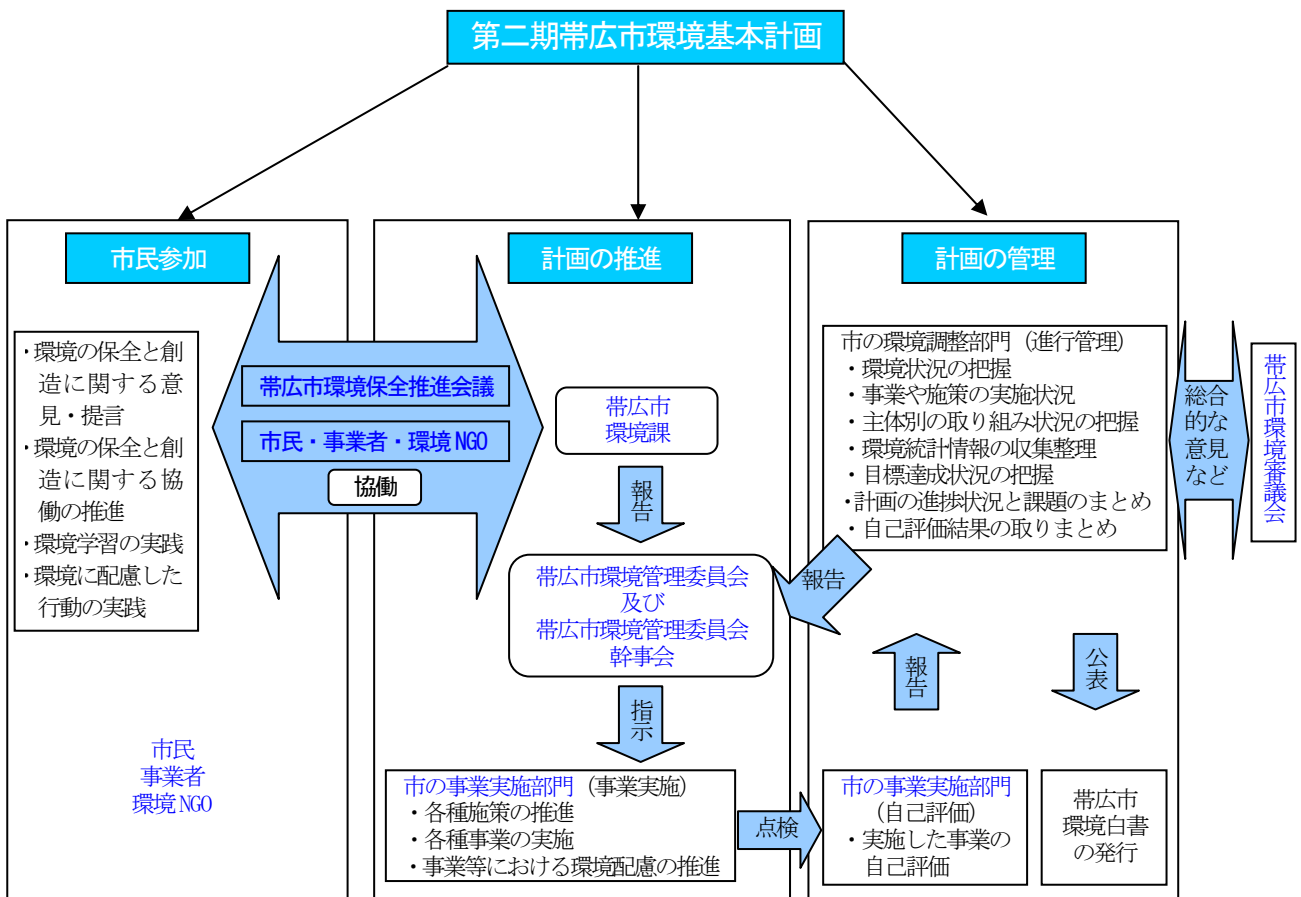 第二期帯広市環境基本計画
市民参加
・環境の保全と創
造に関する意
見・提言
・環境の保全と創
造に関する協
働の推進
・環境学習の実践
・環境に配慮した
行動の実践
市民
事業者
環境NGO
帯広市環境保全推進会議
市民・事業者・環境NGO
協働
計画の推進
帯広市
環境課
報告
帯広市環境管理委員会
及び
帯広市環境管理委員会
幹事会
指示
市の事業実施部門（事業実施）
・各種施策の推進
・各種事業の実施
・事業等における環境配慮の推進
点検
計画の管理
市の環境調整部門（進行管理）
・環境状況の把握
・事業や施策の実施状況
・主体別の取り組み状況の把握
・環境統計情報の収集整理
・目標達成状況の把握
・計画の進捗状況と課題のまとめ
・自己評価結果の取りまとめ
報告
報告
公表
市の事業実施部門
（自己評価）
・実施した事業の
自己評価
帯広市
環境白書
の発行
総合
的な
意見
など
帯広市環境審議会